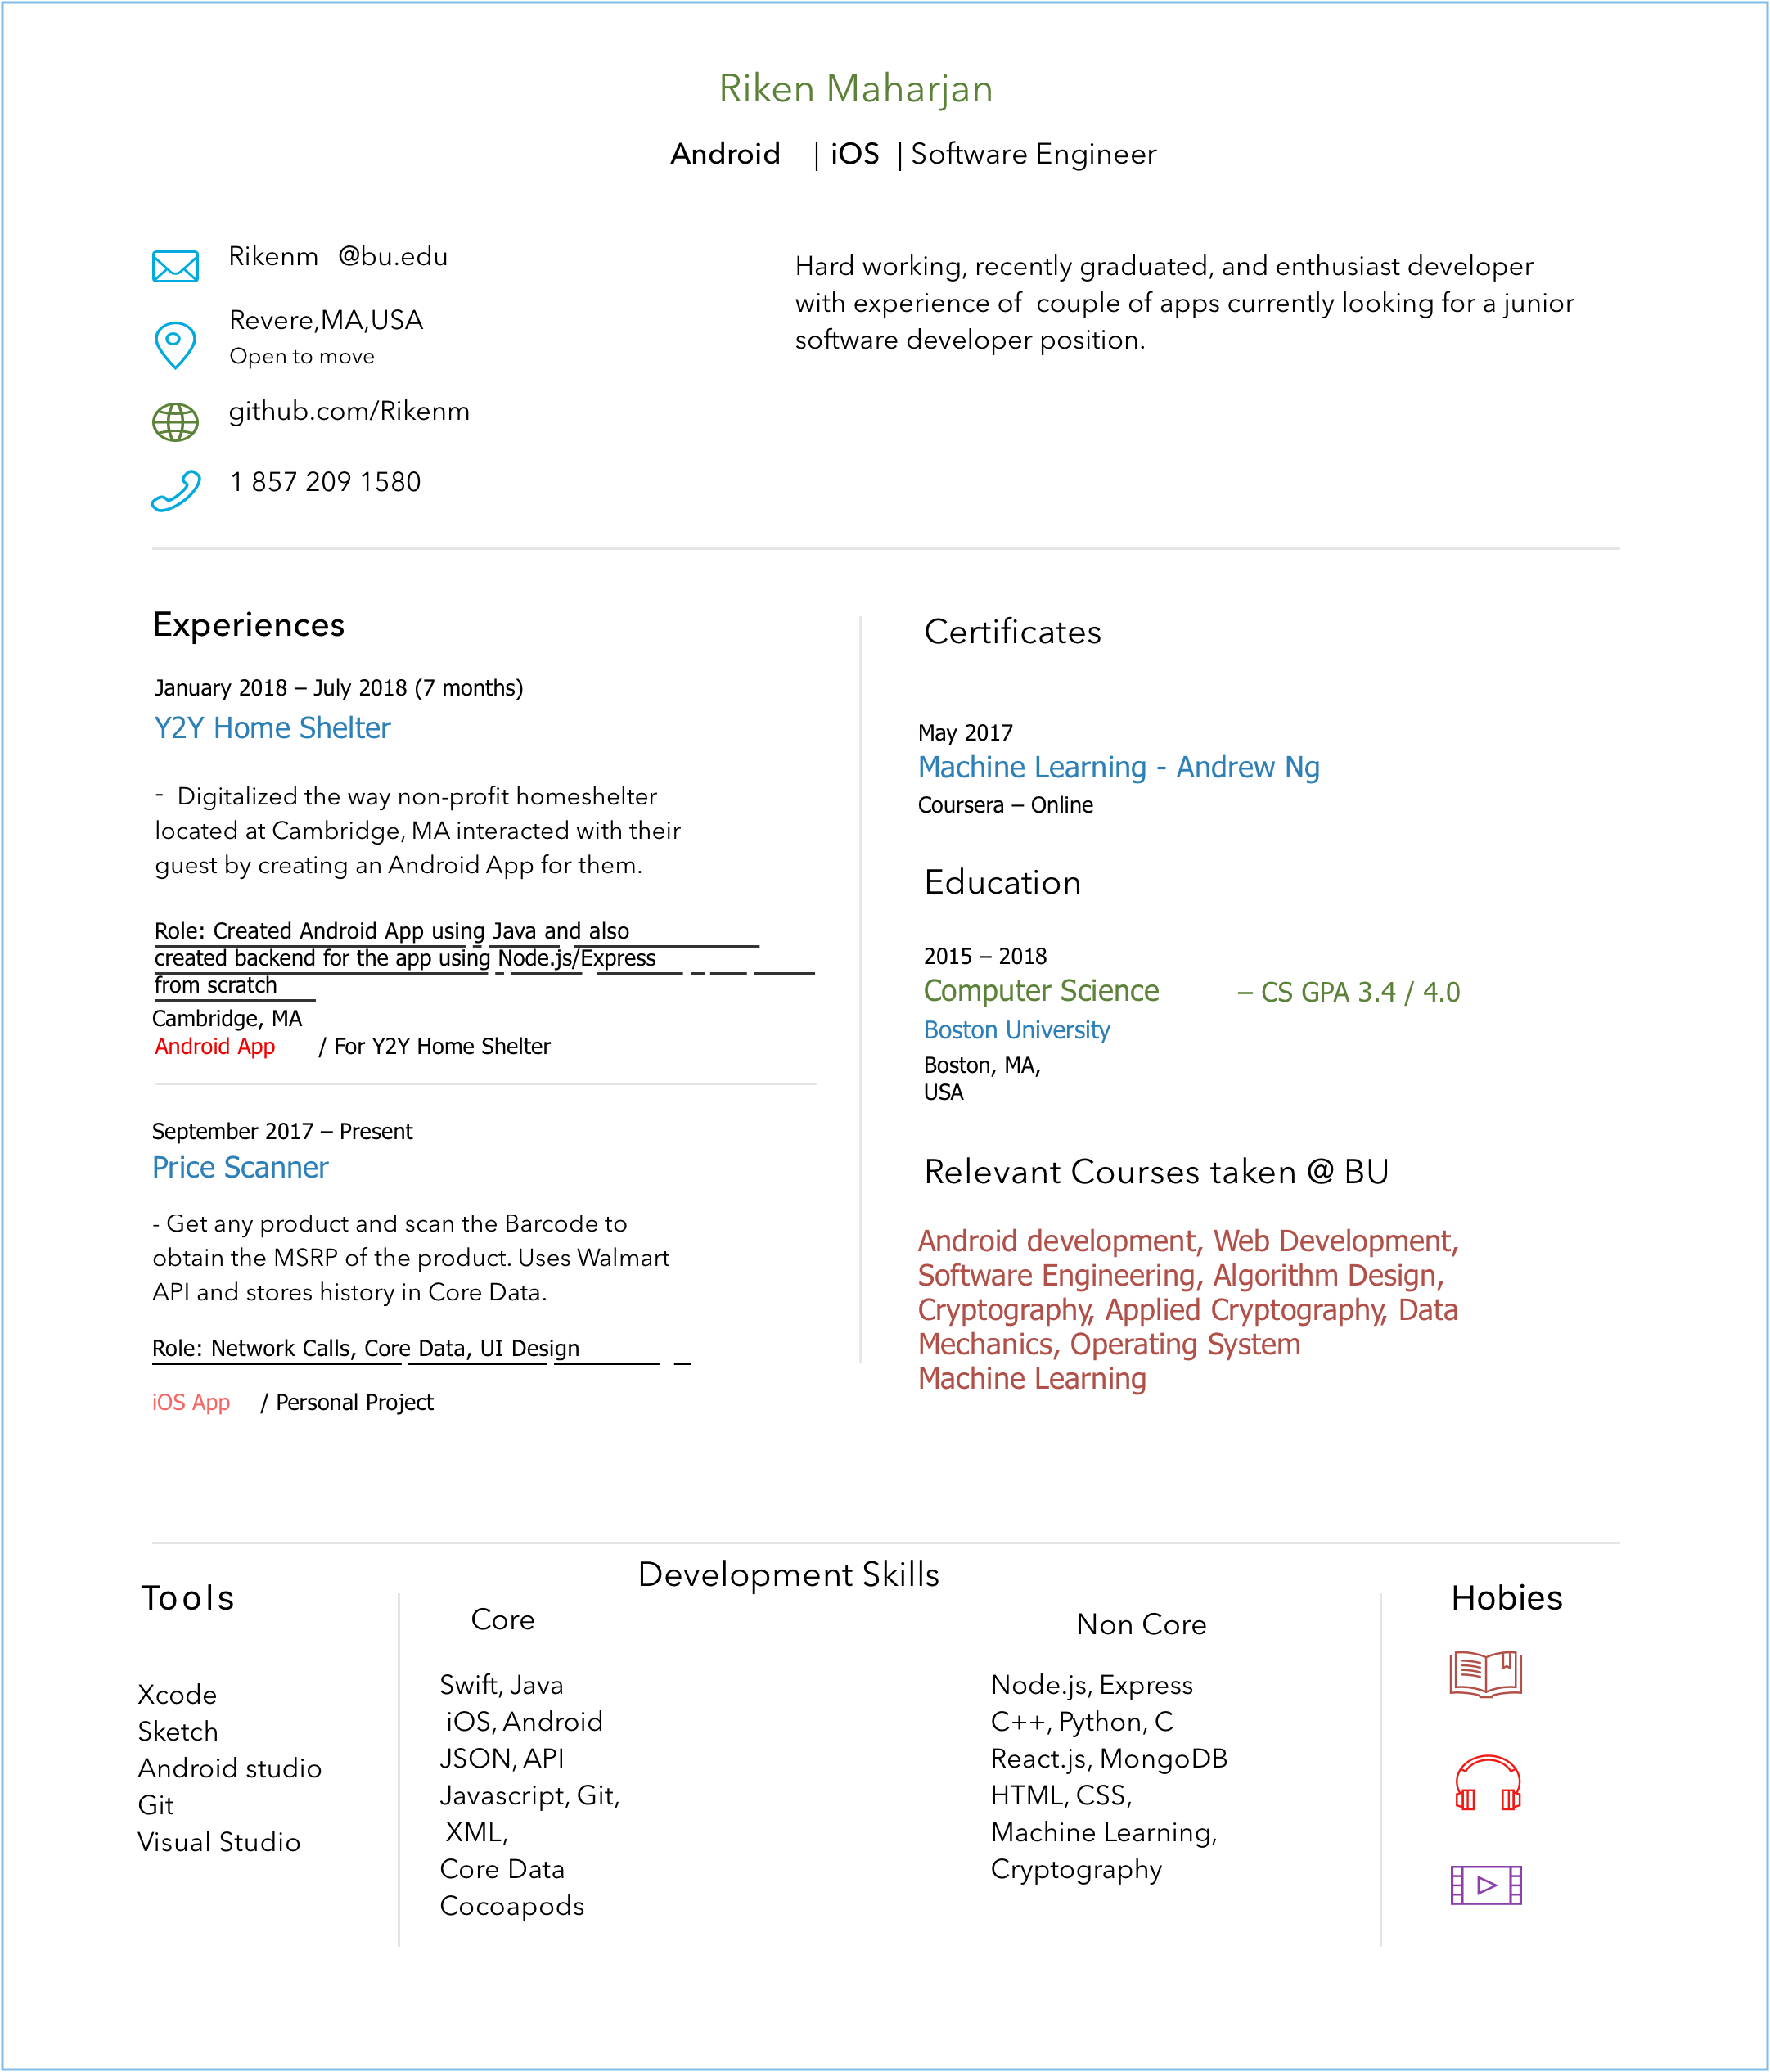 Riken Maharjan
Android | iOS | Software Engineer
Rikenm @bu.edu
Revere,MA,USA
Open to move
github.com/Rikenm
1 857 209 1580
Hard working, recently graduated, and enthusiast developer
with experience of couple of apps currently looking for a junior
software developer position.
Experiences
January 2018 – July 2018 (7 months)
Y2Y Home Shelter
- Digitalized the way non-profit homeshelter
located at Cambridge, MA interacted with their
guest by creating an Android App for them.
Role: Created Android App using Java and also
created backend for the app using Node.js/Express
from scratch
Cambridge, MA
Android App / For Y2Y Home Shelter
September 2017 – Present
Price Scanner
- Get any product and scan the Barcode to
obtain the MSRP of the product. Uses Walmart
API and stores history in Core Data.
Role: Network Calls, Core Data, UI Design
iOS App / Personal Project
Certificates
May 2017
Machine Learning - Andrew Ng
Coursera – Online
Education
2015 – 2018
Computer Science – CS GPA 3.4 / 4.0
Boston University
Boston, MA,
USA
Relevant Courses taken @ BU
Android development, Web Development,
Software Engineering, Algorithm Design,
Cryptography, Applied Cryptography, Data
Mechanics, Operating System
Machine Learning
Tools
Xcode
Sketch
Android studio
Git
Visual Studio
Development Skills
Core
Swift, Java
iOS, Android
JSON, API
Javascript, Git,
XML,
Core Data
Cocoapods
Non Core
Node.js, Express
C++, Python, C
React.js, MongoDB
HTML, CSS,
Machine Learning,
Cryptography
Hobies